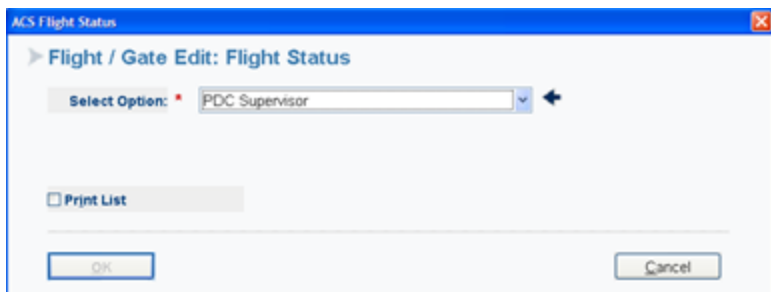 ACS Flight Status
Flight / Gate Edit: Flight Status
Select Option: * PDC Supervisor
Print List
OK Cancel